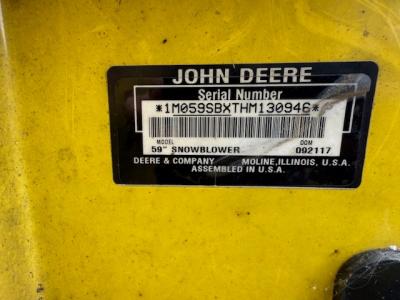 JOHN DEERE
Serial Number
*1M059SBXTHM130946*
MODEL DOM
59" SNOWBLOWER 092117
DEERE & COMPANY MOLINE, ILLINOIS, U.S.A.
ASSEMBLED IN U.S.A.